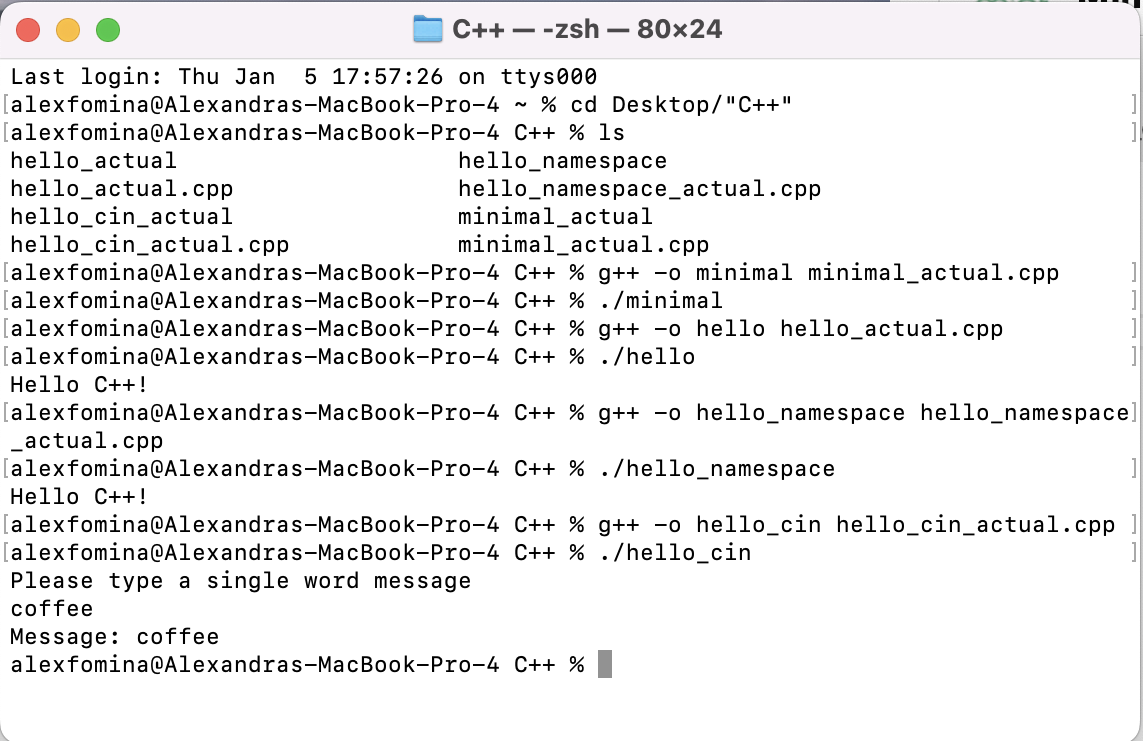 C++ — -zsh — 80×24
Last login: Thu Jan  5 17:57:26 on ttys000
[alexfomina@Alexandras-MacBook-Pro-4 ~ % cd Desktop/"C++"                        ]
[alexfomina@Alexandras-MacBook-Pro-4 C++ % ls                                    ]
hello_actual                    hello_namespace
hello_actual.cpp                hello_namespace_actual.cpp
hello_cin_actual                minimal_actual
hello_cin_actual.cpp            minimal_actual.cpp
[alexfomina@Alexandras-MacBook-Pro-4 C++ % g++ -o minimal minimal_actual.cpp     ]
[alexfomina@Alexandras-MacBook-Pro-4 C++ % ./minimal                             ]
[alexfomina@Alexandras-MacBook-Pro-4 C++ % g++ -o hello hello_actual.cpp         ]
[alexfomina@Alexandras-MacBook-Pro-4 C++ % ./hello                               ]
Hello C++!
[alexfomina@Alexandras-MacBook-Pro-4 C++ % g++ -o hello_namespace hello_namespace]
_actual.cpp
[alexfomina@Alexandras-MacBook-Pro-4 C++ % ./hello_namespace                     ]
Hello C++!
[alexfomina@Alexandras-MacBook-Pro-4 C++ % g++ -o hello_cin hello_cin_actual.cpp ]
[alexfomina@Alexandras-MacBook-Pro-4 C++ % ./hello_cin                           ]
Please type a single word message
coffee
Message: coffee
alexfomina@Alexandras-MacBook-Pro-4 C++ %